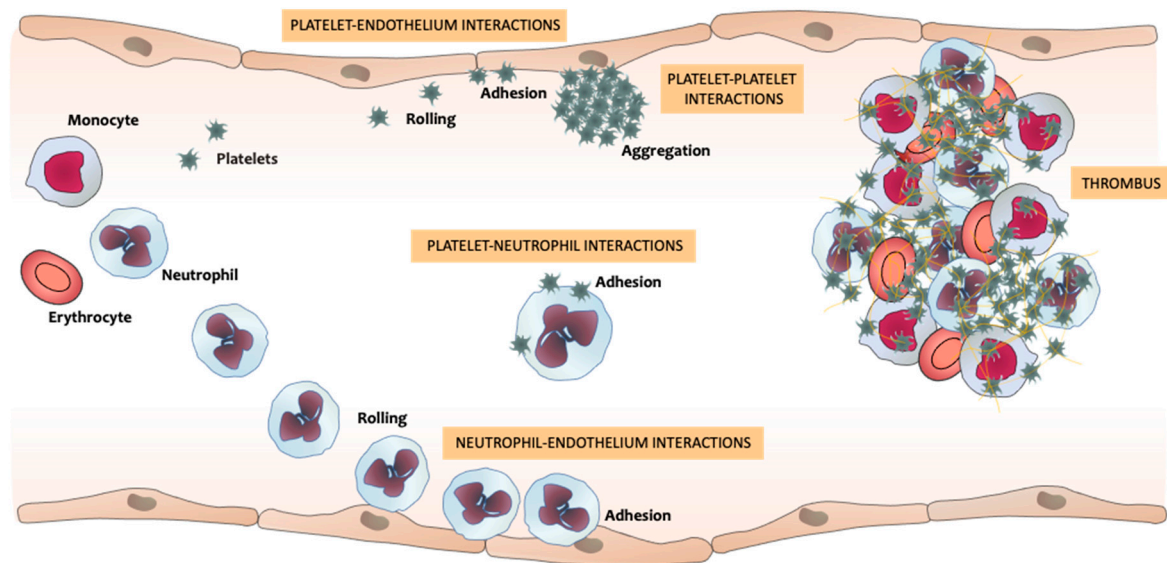 PLATELET-ENDOTHELIUM INTERACTIONS
PLATELET-PLATELET
INTERACTIONS
Adhesion
Rolling
Monocyte
Platelets
Aggregation
THROMBUS
PLATELET-NEUTROPHIL INTERACTIONS
Neutrophil
Adhesion
Erythrocyte
Rolling
NEUTROPHIL-ENDOTHELIUM INTERACTIONS
Adhesion